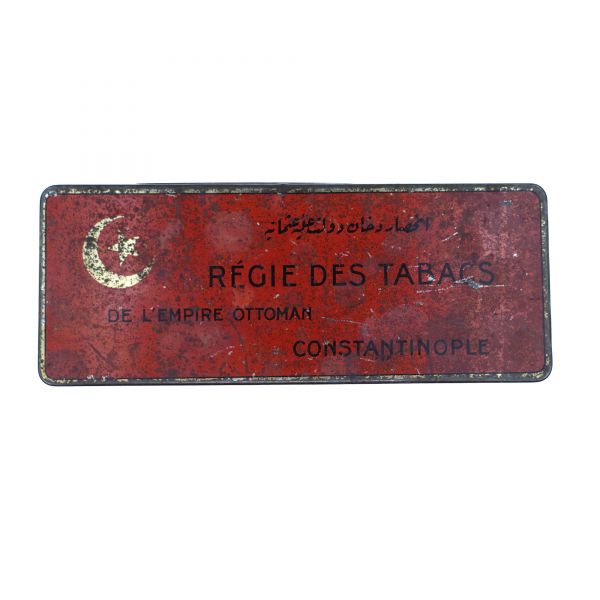 انحصار دخان دولت علیه عثمانیه
RÉGIE DES TABACS
DE L'EMPIRE OTTOMAN
CONSTANTINOPLE